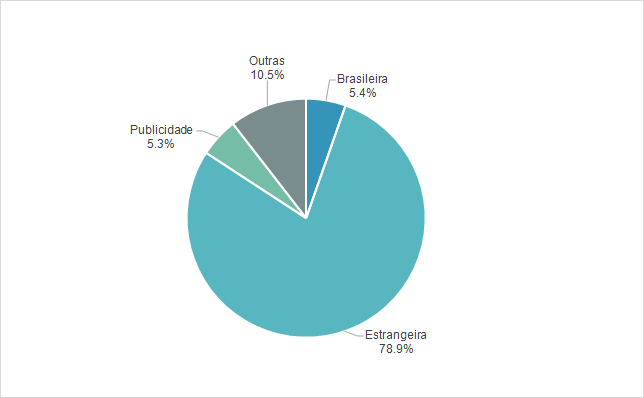 Outras
10.5%
Brasileira
5.4%
Publicidade
5.3%
Estrangeira
78.9%